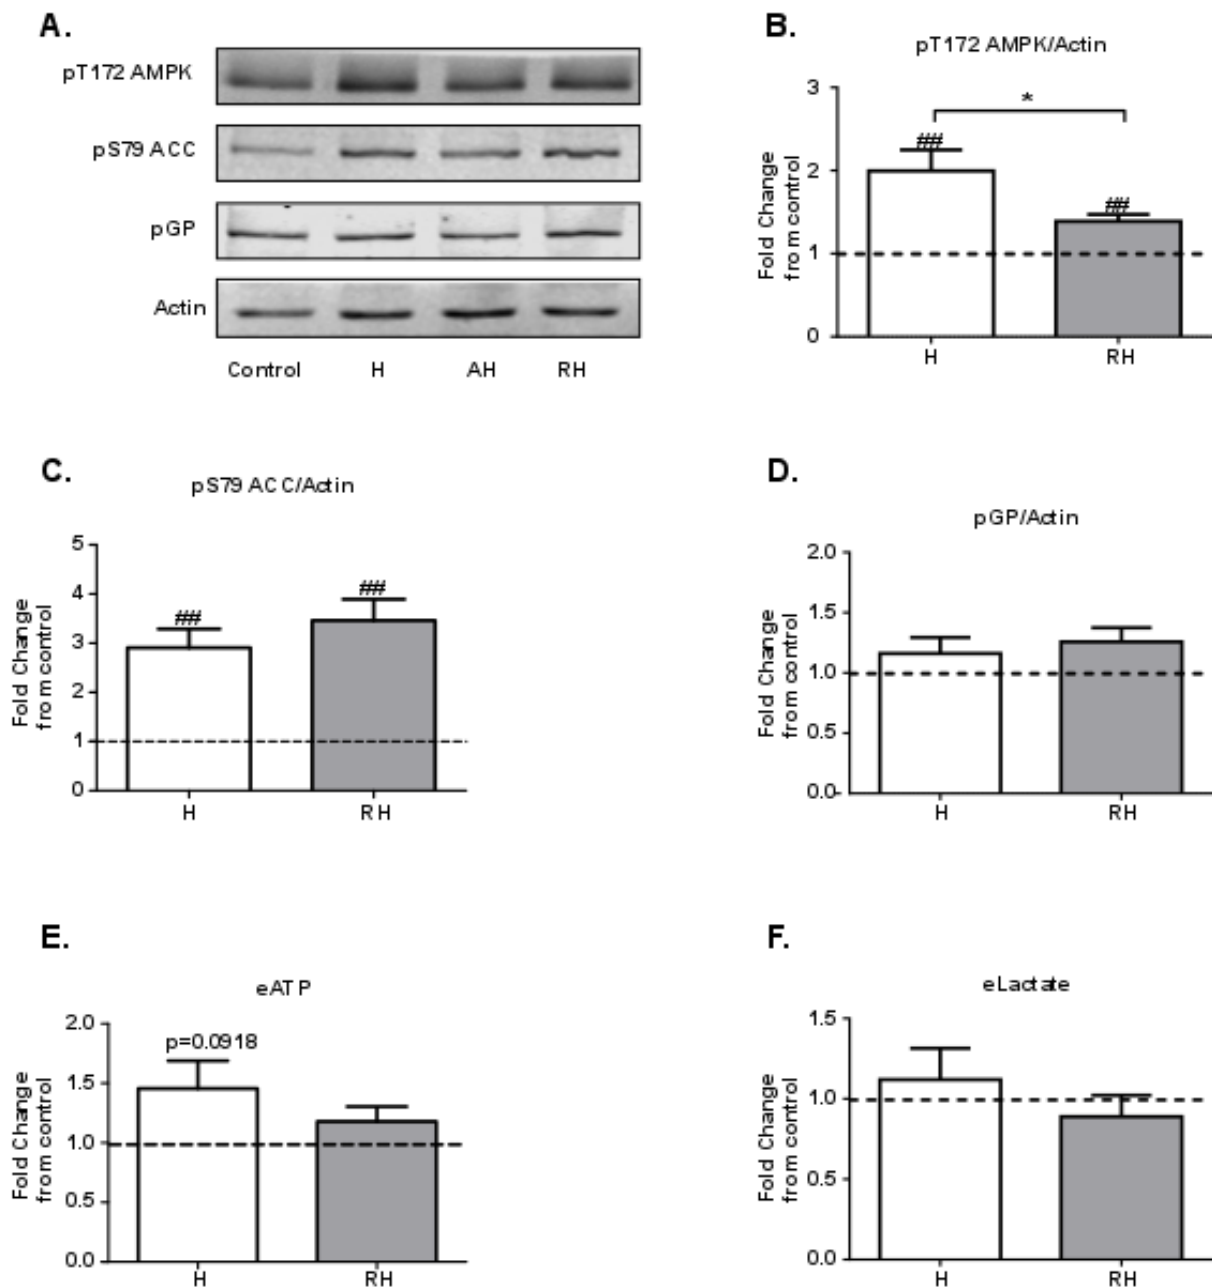 A.
pT172 AMPK
pS79 ACC
pGP
Actin
Control H AH RH
B.
pT172 AMPK/Actin
Fold Change
from control
3
2
1
0
*
##
##
H RH
C.
pS79 ACC/Actin
Fold Change
from control
5
4
3
2
1
0
##
##
H RH
D.
pGP/Actin
Fold Change
from control
2.0
1.5
1.0
0.5
0.0
H RH
E.
eATP
Fold Change
from control
2.0
1.5
1.0
0.5
0.0
p=0.0918
H RH
F.
eLactate
Fold Change
from control
1.5
1.0
0.5
0.0
H RH